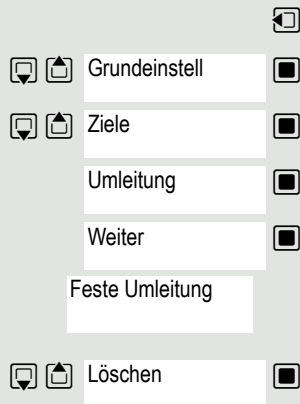 Grundeinstell
Ziele
Umleitung
Weiter
Feste Umleitung
Löschen